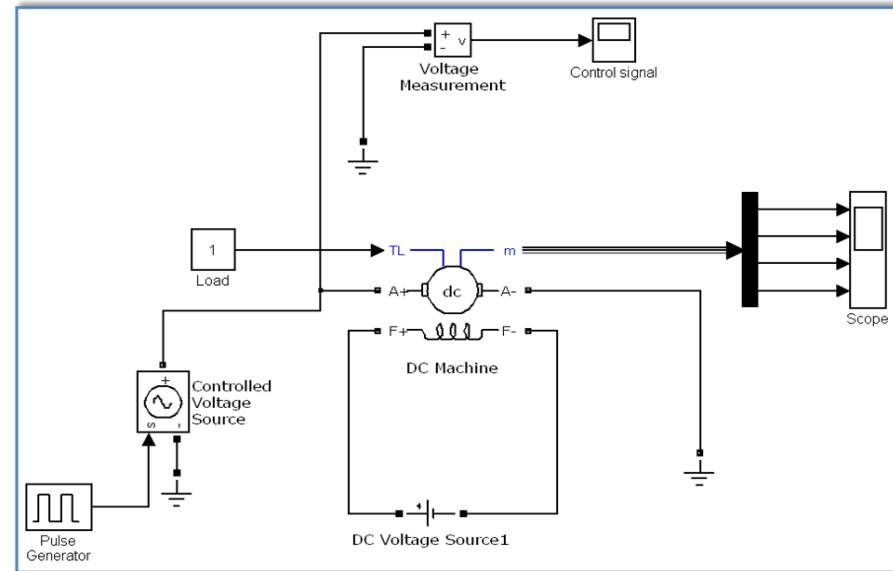 +
-
v
Voltage
Measurement
Control signal
1
Load
TL
m
A+
dc
A-
F+
F-
DC Machine
Scope
+
s
-
Controlled
Voltage
Source
Pulse
Generator
+
DC Voltage Source1